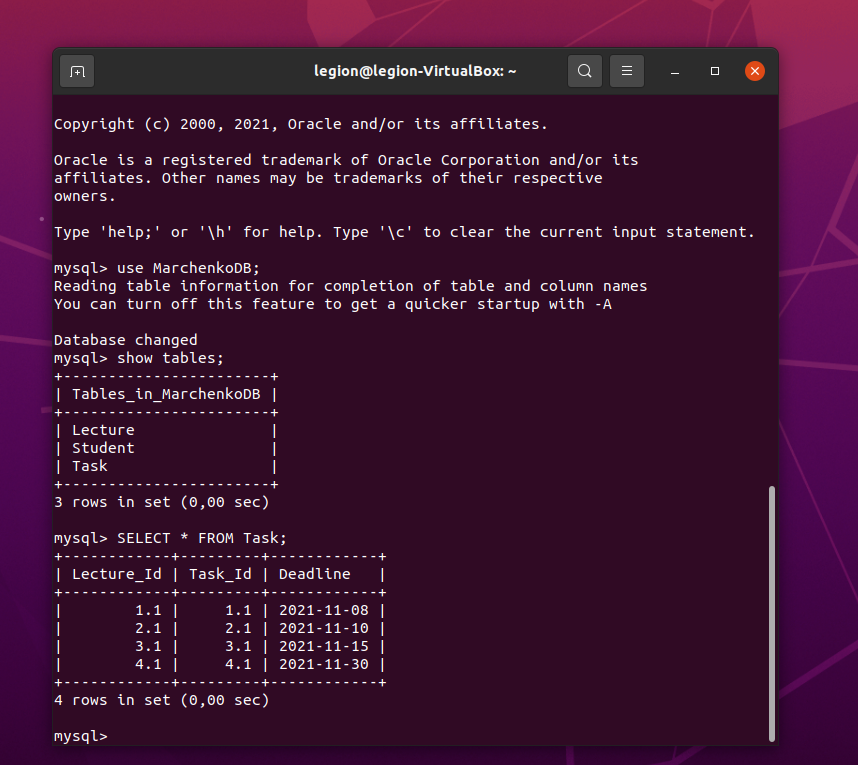 legion@legion-VirtualBox: ~
Copyright (c) 2000, 2021, Oracle and/or its affiliates.
Oracle is a registered trademark of Oracle Corporation and/or its
affiliates. Other names may be trademarks of their respective
owners.
Type 'help;' or '\h' for help. Type '\c' to clear the current input statement.
mysql> use MarchenkoDB;
Reading table information for completion of table and column names
You can turn off this feature to get a quicker startup with -A
Database changed
mysql> show tables;
+-----------------------+
| Tables_in_MarchenkoDB |
+-----------------------+
| Lecture               |
| Student               |
| Task                  |
+-----------------------+
3 rows in set (0,00 sec)
mysql> SELECT * FROM Task;
+------------+---------+------------+
| Lecture_Id | Task_Id | Deadline   |
+------------+---------+------------+
|        1.1 |     1.1 | 2021-11-08 |
|        2.1 |     2.1 | 2021-11-10 |
|        3.1 |     3.1 | 2021-11-15 |
|        4.1 |     4.1 | 2021-11-30 |
+------------+---------+------------+
4 rows in set (0,00 sec)
mysql>